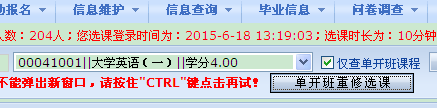 动报名 信息维护 信息查询 毕业信息 问卷调查
人数：204人；您选课登录时间为：2015-6-18 13:19:03；选课时长为：10分钟
00041001||大学英语（一）||学分4.00 仅查单开班课程
不能弹出新窗口，请按住"CTRL"键点击再试！ 单开班重修选课